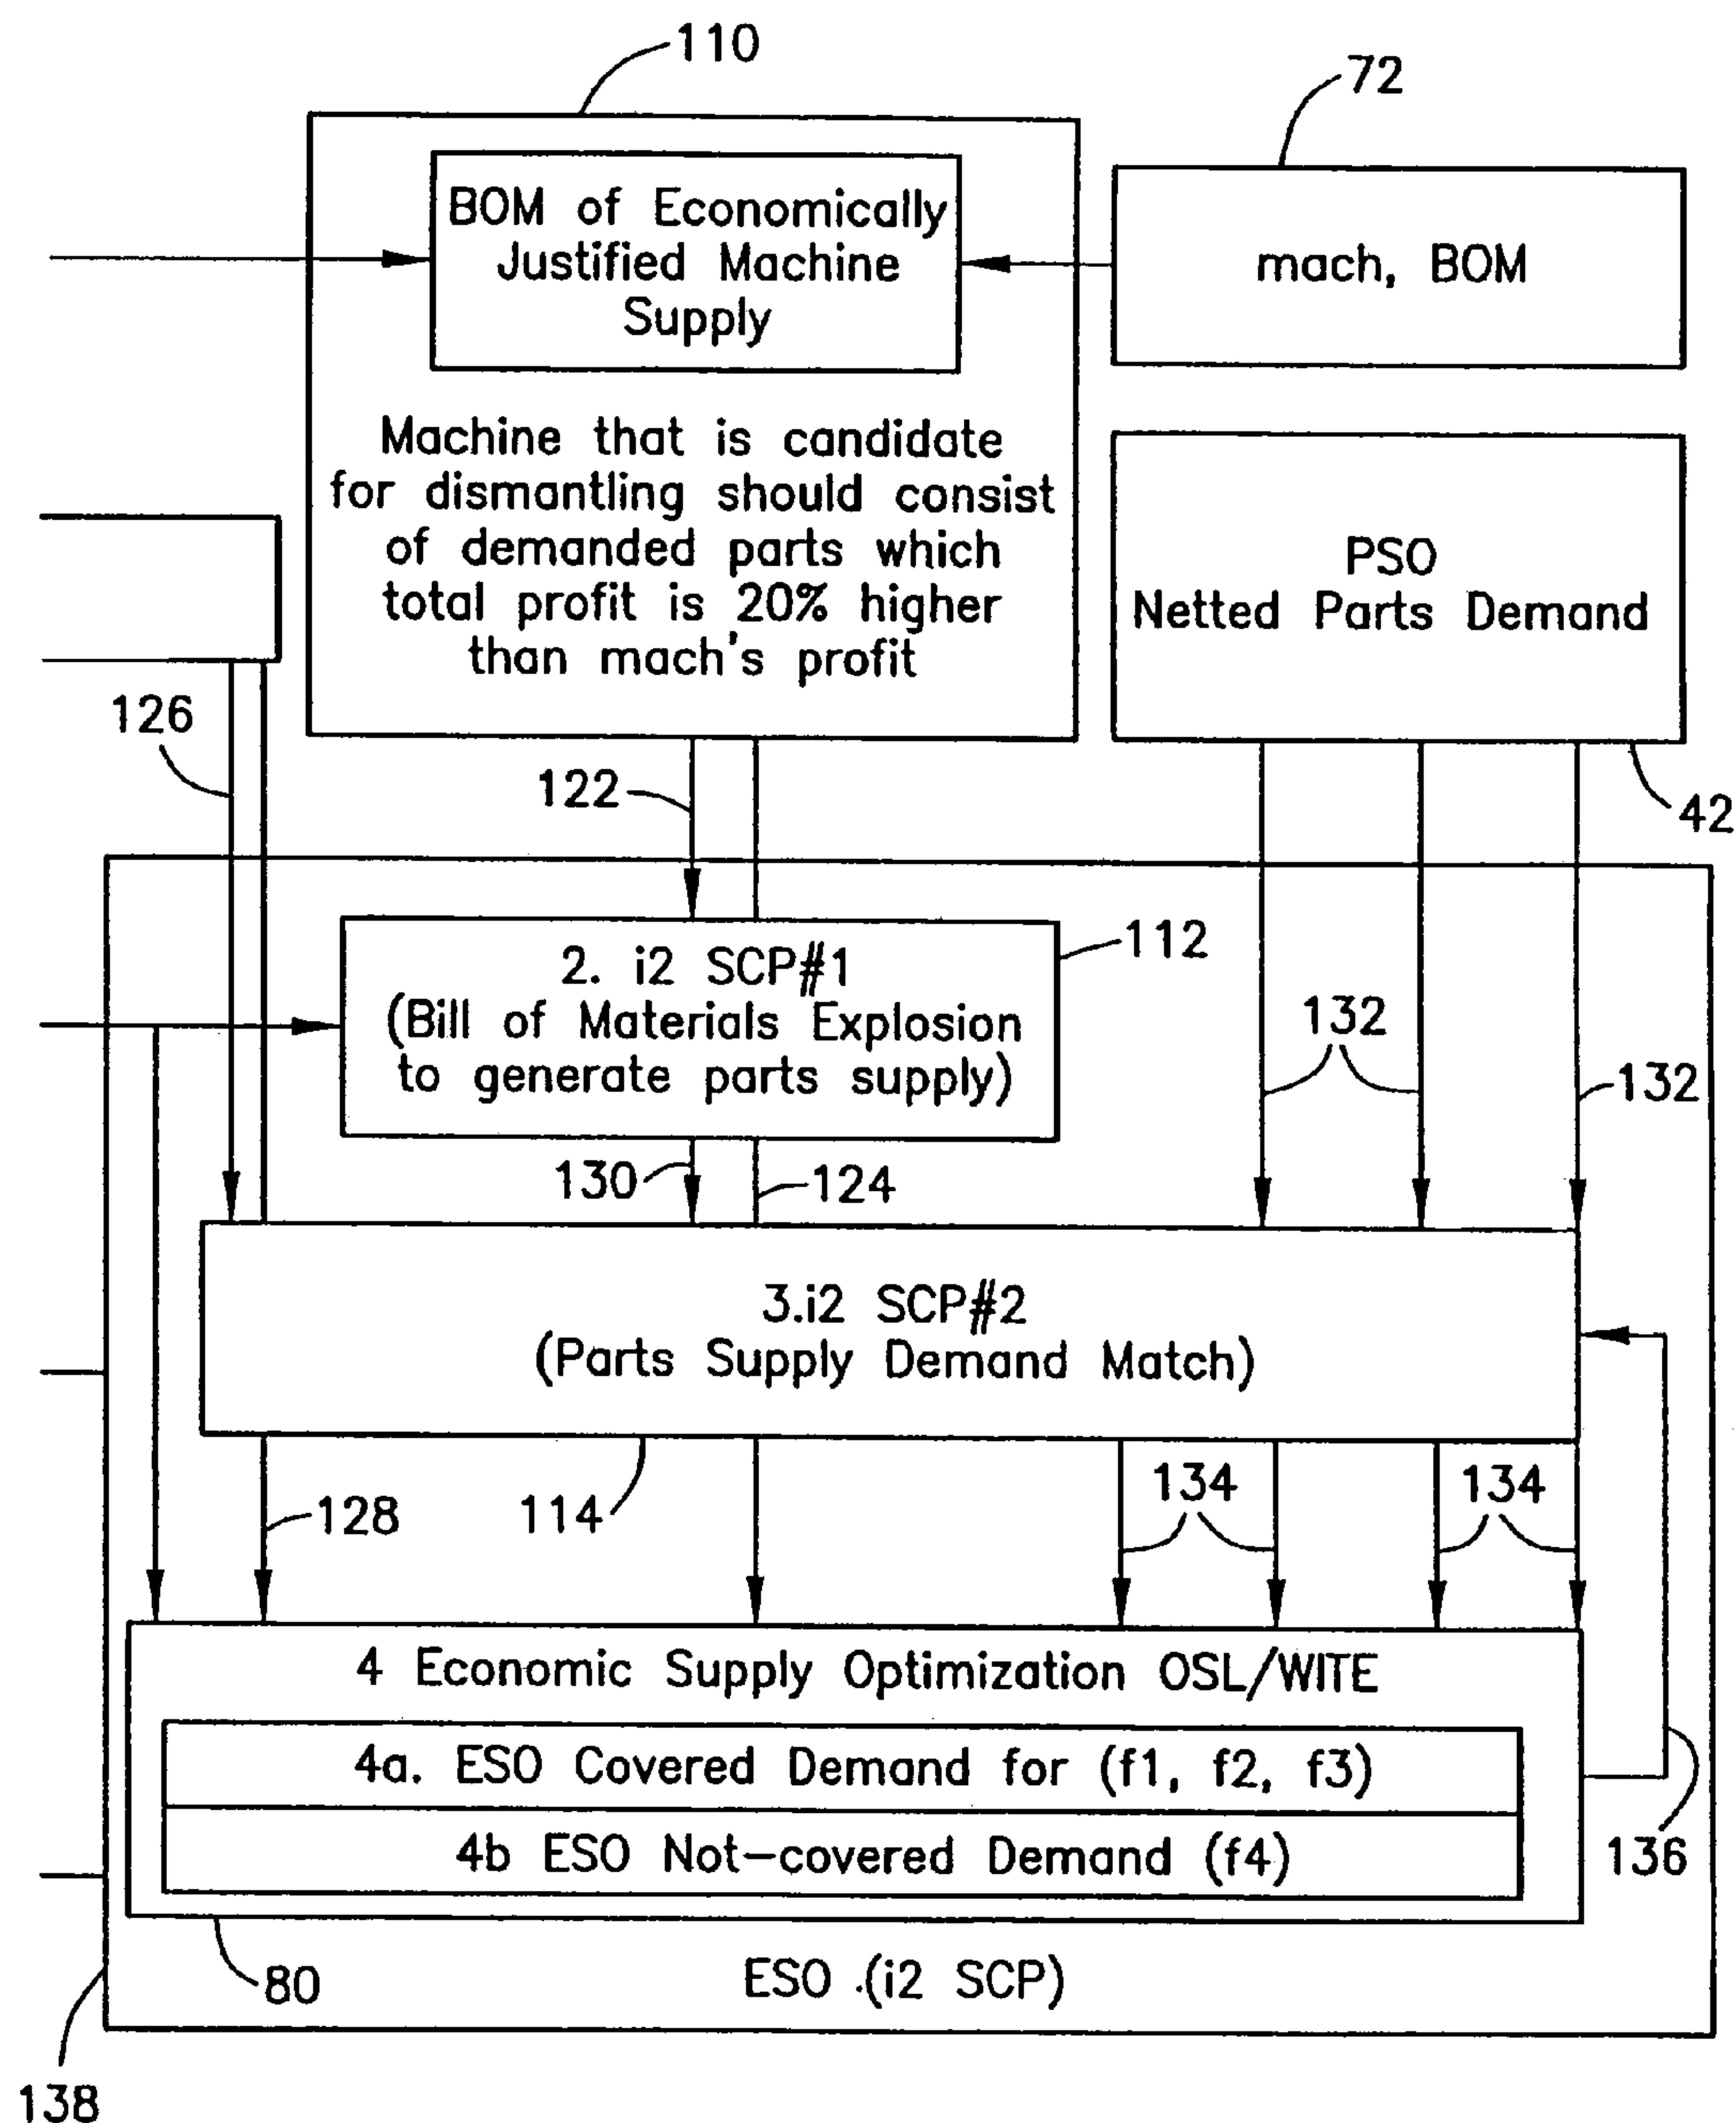 110
72
BOM of Economically
Justified Machine
Supply
mach, BOM
Machine that is candidate
for dismantling should consist
of demanded parts which
total profit is 20% higher
than mach's profit
PSO
Netted Parts Demand
126
122
42
2. i2 SCP#1
(Bill of Materials Explosion
to generate parts supply)
112
132
132
130
124
3.i2 SCP#2
(Parts Supply Demand Match)
128
114
134
134
4 Economic Supply Optimization OSL/WITE
4a. ESO Covered Demand for (f1, f2, f3)
4b ESO Not-covered Demand (f4)
136
80
ESO (i2 SCP)
138